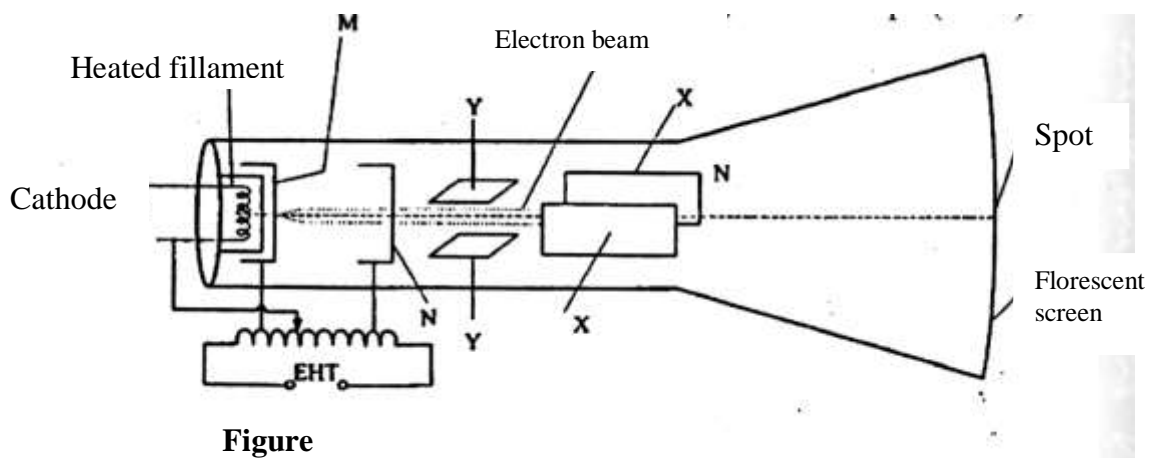 M
Electron beam
Heated fillament
Y
X
Spot
N
Cathode
Florescent
screen
N
Y
X
EHT
Figure